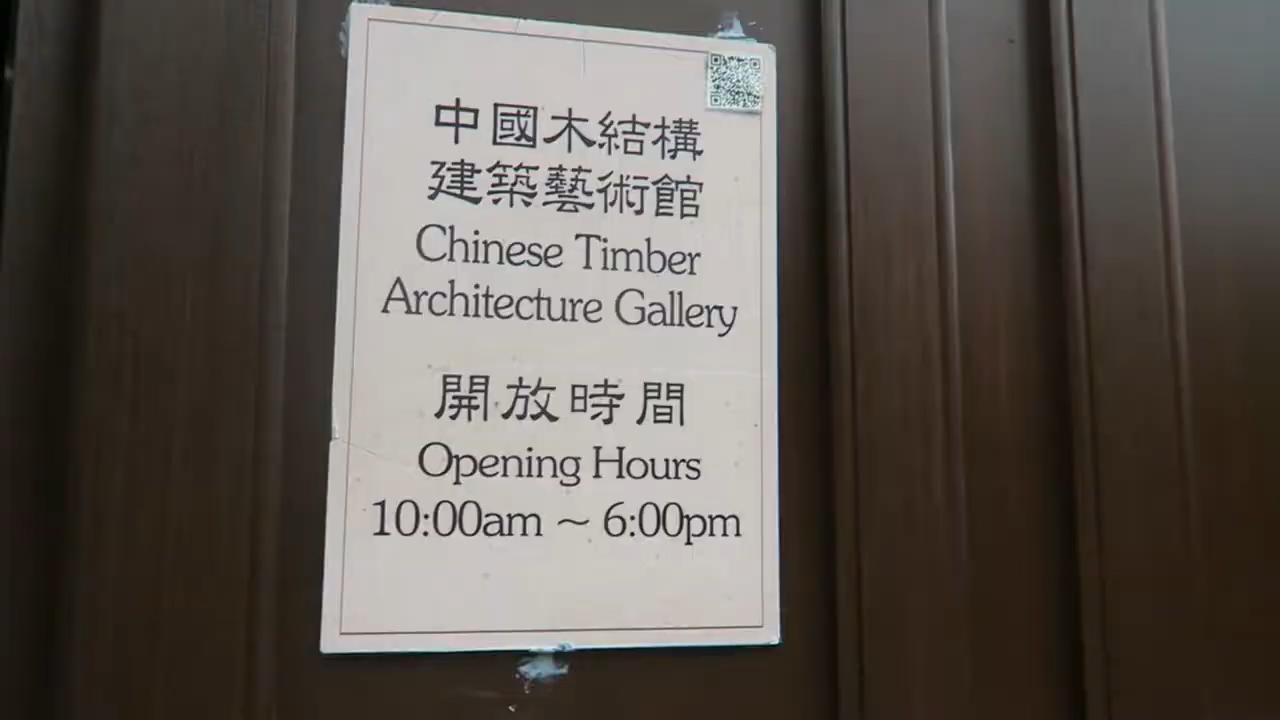 中國木結構
建築藝術館
Chinese Timber
Architecture Gallery
開放時間
Opening Hours
10:00am ~ 6:00pm